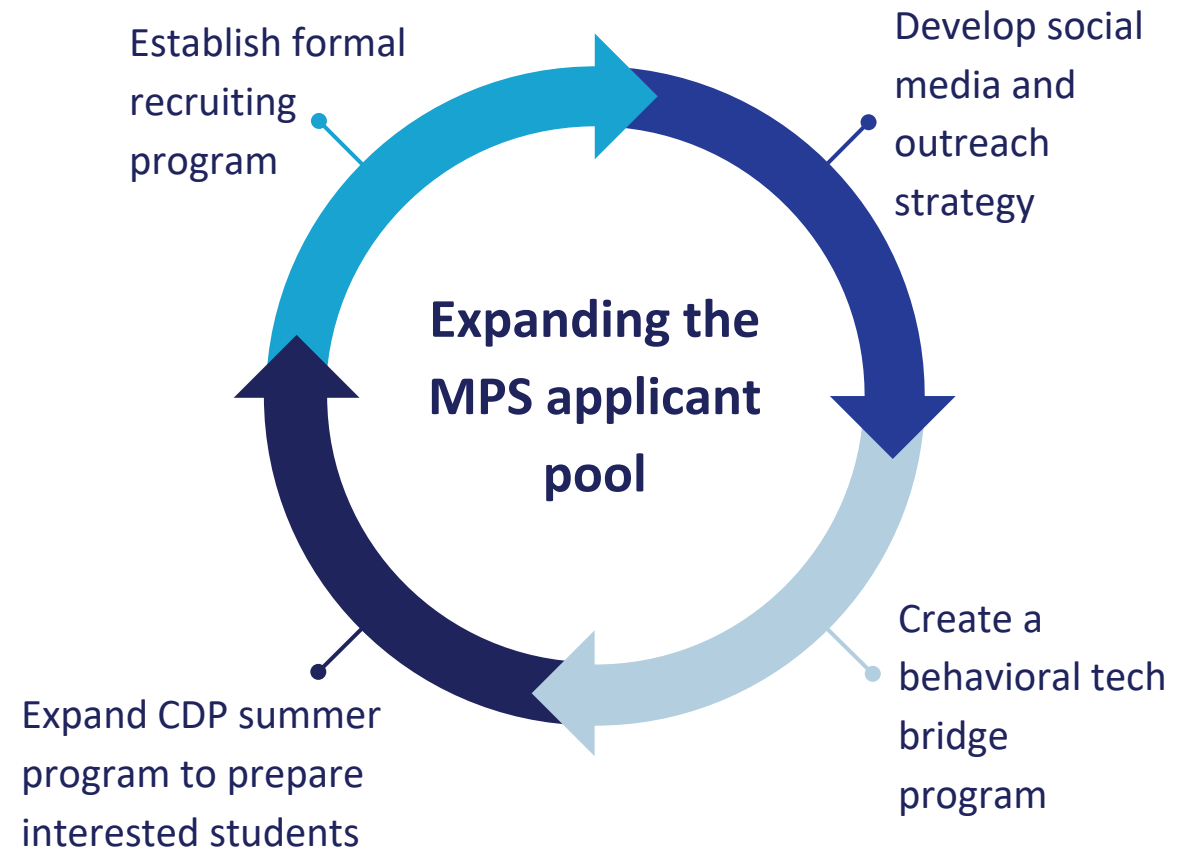 Establish formal
recruiting
program
Develop social
media and
outreach
strategy
Expanding the
MPS applicant
pool
Create a
behavioral tech
bridge
program
Expand CDP summer
program to prepare
interested students